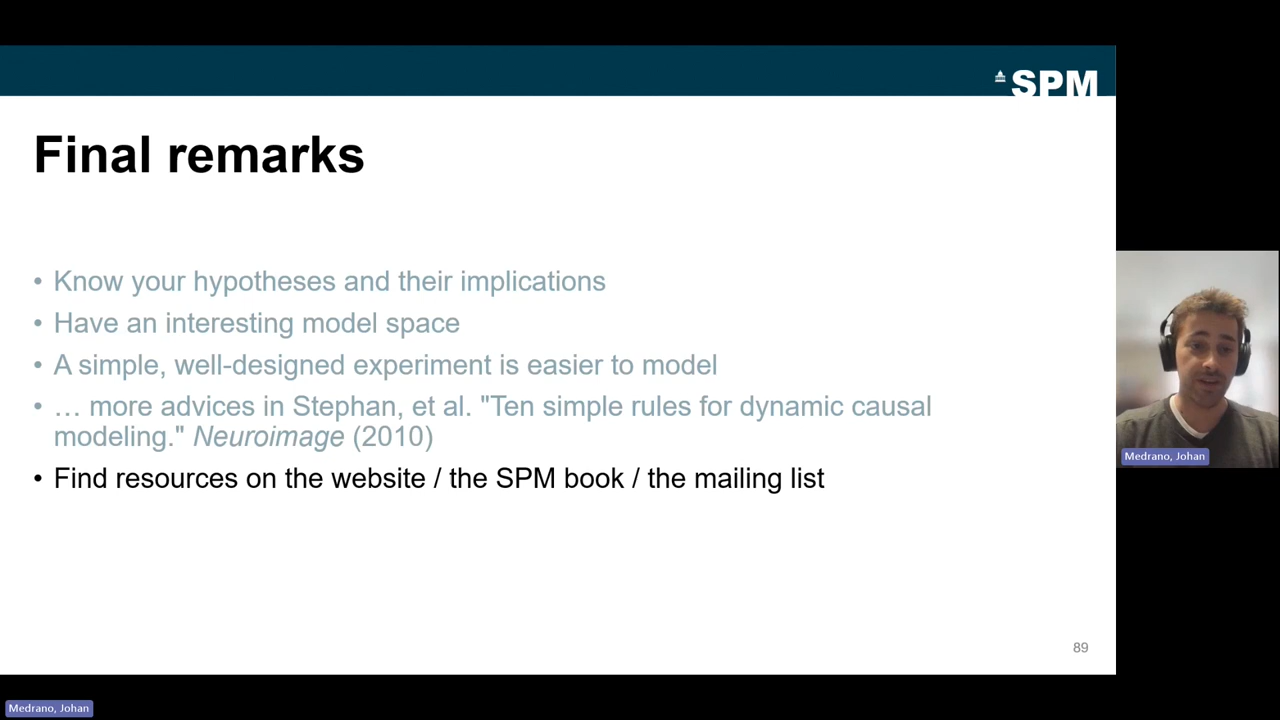 SPM
Final remarks
• Know your hypotheses and their implications
• Have an interesting model space
• A simple, well-designed experiment is easier to model
• … more advices in Stephan, et al. "Ten simple rules for dynamic causal
modeling." Neuroimage (2010)
• Find resources on the website / the SPM book / the mailing list
89
Medrano, Johan
Medrano, Johan